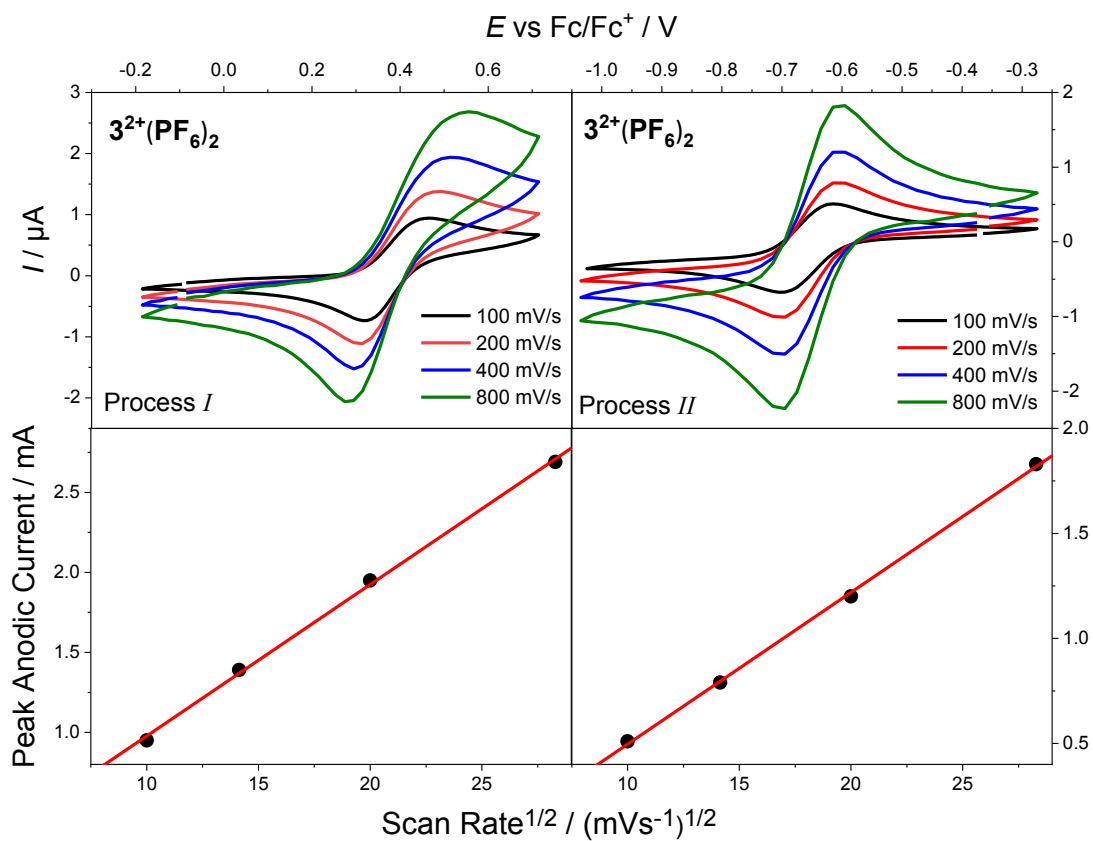 E vs Fc/Fc⁺ / V
-0.2 0.0 0.2 0.4 0.6
-1.0 -0.9 -0.8 -0.7 -0.6 -0.5 -0.4 -0.3
3²⁺(PF₆)₂
3²⁺(PF₆)₂
I / μA
3
2
1
0
-1
-2
2
1
0
-1
-2
100 mV/s
200 mV/s
400 mV/s
800 mV/s
Process I
100 mV/s
200 mV/s
400 mV/s
800 mV/s
Process II
Peak Anodic Current / mA
2.5
2.0
1.5
1.0
2.0
1.5
1.0
0.5
10 15 20 25
10 15 20 25
Scan Rate¹ᐟ² / (mVs⁻¹)¹ᐟ²